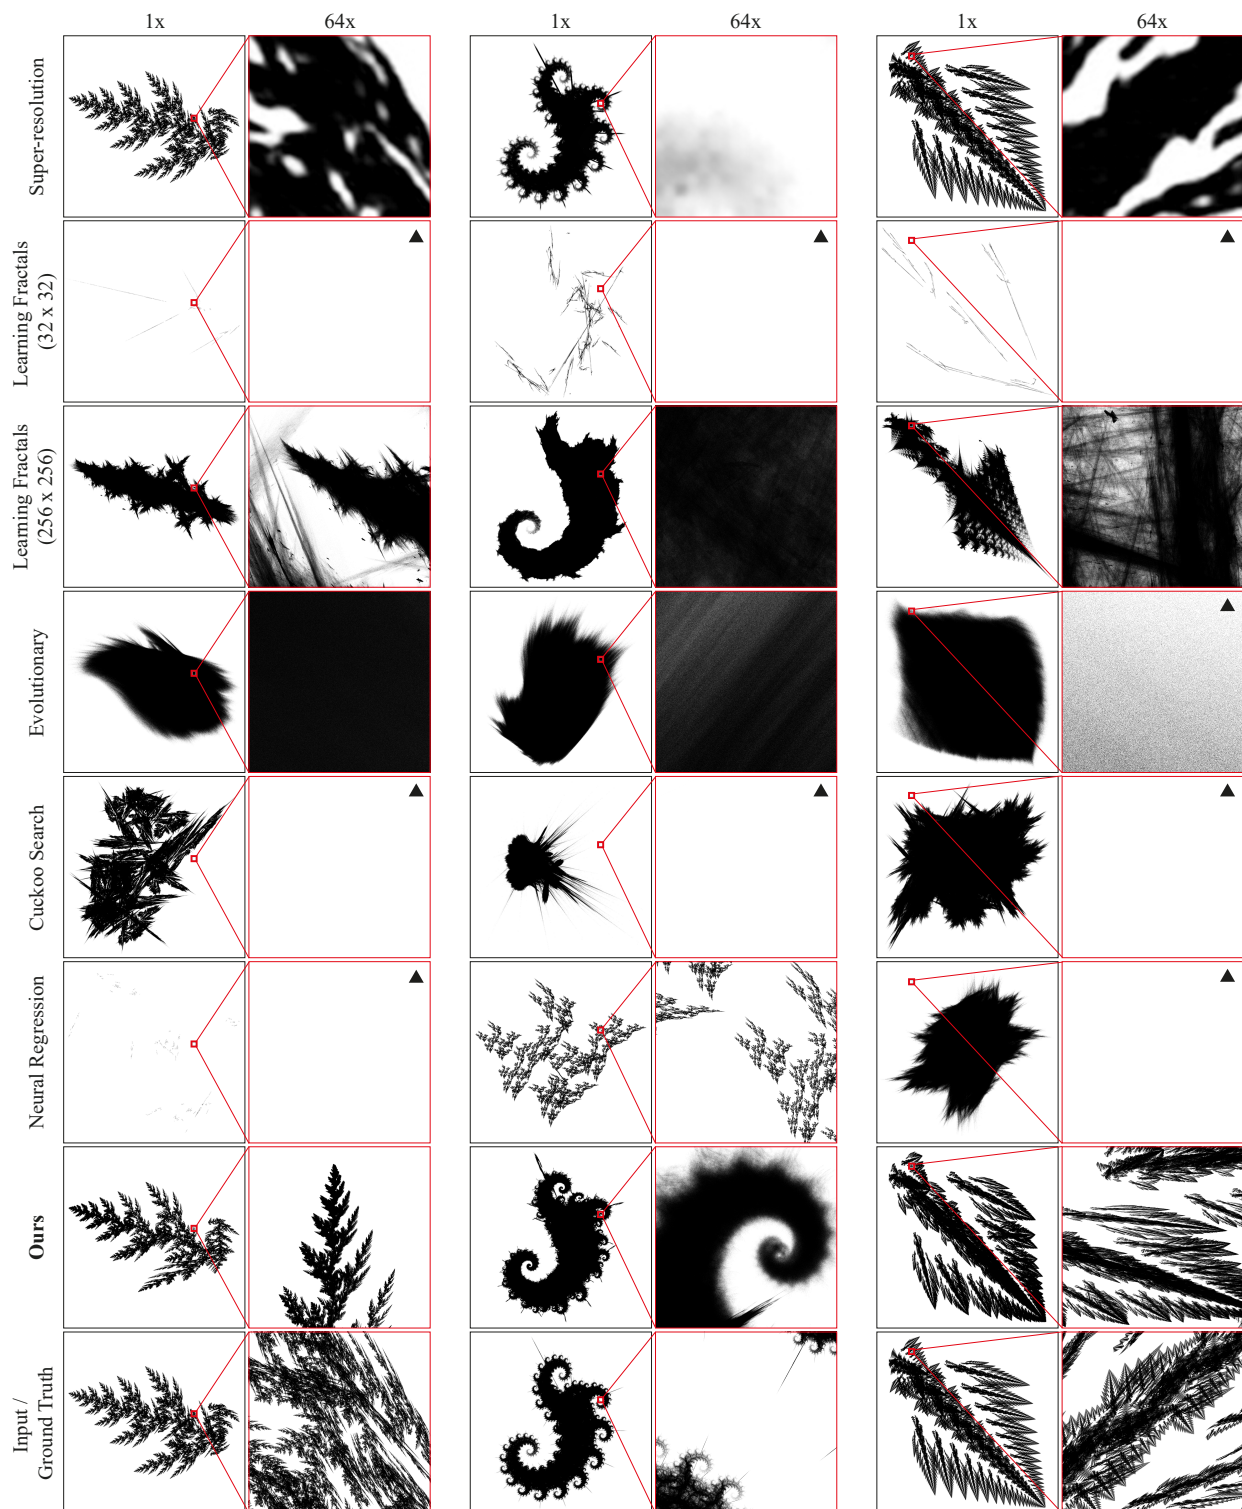 1x 64x 1x 64x 1x 64x
Super-resolution
Learning Fractals
(32 x 32)
Learning Fractals
(256 x 256)
Evolutionary
Cuckoo Search
Neural Regression
Ours
Input /
Ground Truth